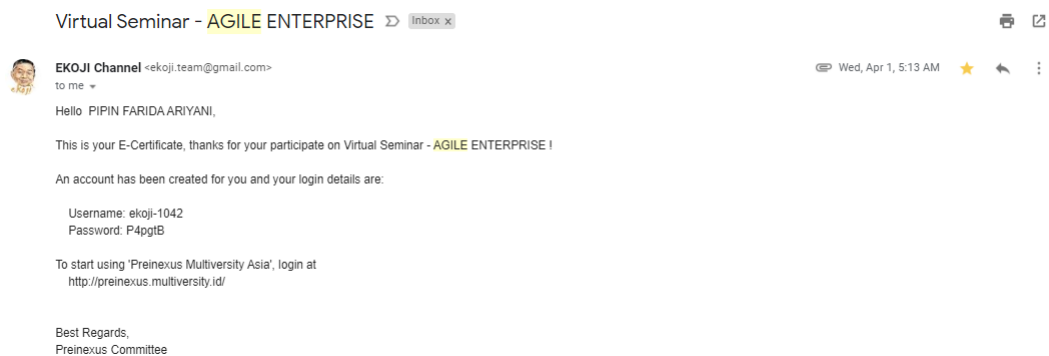 Virtual Seminar - AGILE ENTERPRISE Inbox x
EKOJI Channel <ekoji.team@gmail.com> Wed, Apr 1, 5:13 AM
to me
Hello PIPIN FARIDA ARIYANI,
This is your E-Certificate, thanks for your participate on Virtual Seminar - AGILE ENTERPRISE !
An account has been created for you and your login details are:
Username: ekoji-1042
Password: P4pgtB
To start using 'Preinexus Multiversity Asia', login at
http://preinexus.multiversity.id/
Best Regards,
Preinexus Committee